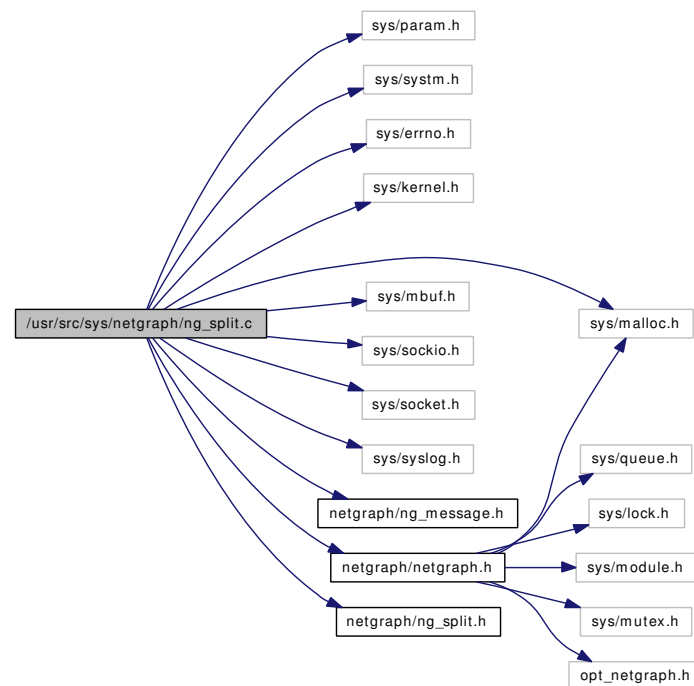 sys/param.h
sys/systm.h
sys/errno.h
sys/kernel.h
/usr/src/sys/netgraph/ng_split.c
sys/mbuf.h
sys/malloc.h
sys/sockio.h
sys/socket.h
sys/syslog.h
sys/queue.h
netgraph/ng_message.h
sys/lock.h
netgraph/netgraph.h
sys/module.h
netgraph/ng_split.h
sys/mutex.h
opt_netgraph.h